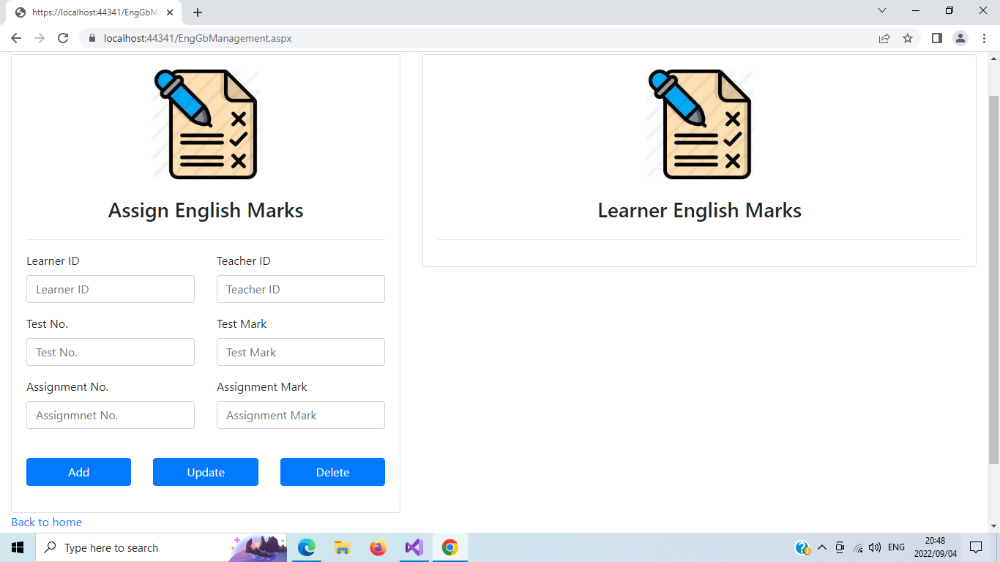 https://localhost:44341/EngGbMa
localhost:44341/EngGbManagement.aspx
Assign English Marks
Learner ID
Teacher ID
Learner ID
Teacher ID
Test No.
Test Mark
Test No.
Test Mark
Assignment No.
Assignment Mark
Assignmnet No.
Assignment Mark
Add
Update
Delete
Back to home
Learner English Marks
Type here to search
ENG
20:48
2022/09/04